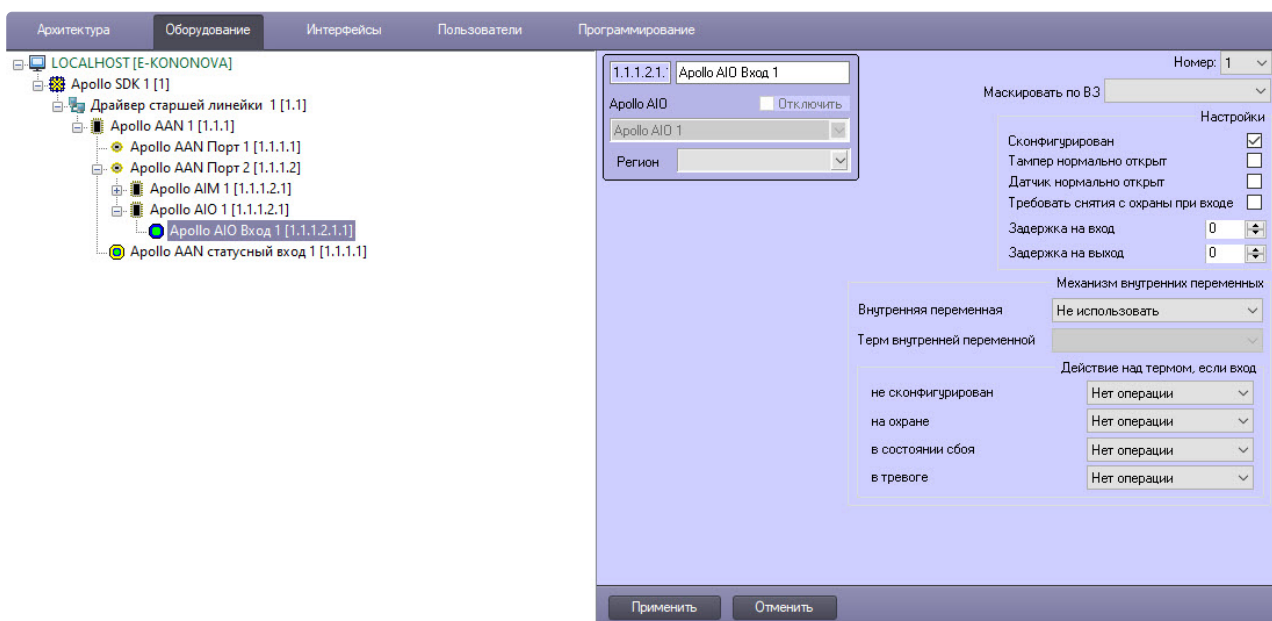 Архитектура Оборудование Интерфейсы Пользователи Программирование
LOCALHOST [E-KONONOVA]
Apollo SDK 1 [1]
Драйвер старшей линейки 1 [1.1]
Apollo AAN 1 [1.1.1]
Apollo AAN Порт 1 [1.1.1.1]
Apollo AAN Порт 2 [1.1.1.2]
Apollo AIM 1 [1.1.1.2.1]
Apollo AIO 1 [1.1.1.2.1]
Apollo AIO Вход 1 [1.1.1.2.1.1]
Apollo AAN статусный вход 1 [1.1.1.1]
1.1.1.2.1. Apollo AIO Вход 1
Apollo AIO Отключить
Apollo AIO 1
Регион
Номер: 1
Маскировать по ВЗ
Настройки
Сконфигурирован
Тампер нормально открыт
Датчик нормально открыт
Требовать снятия с охраны при входе
Задержка на вход 0
Задержка на выход 0
Механизм внутренних переменных
Внутренняя переменная Не использовать
Терм внутренней переменной
Действие над термом, если вход
не сконфигурирован Нет операции
на охране Нет операции
в состоянии сбоя Нет операции
в тревоге Нет операции
Применить Отменить